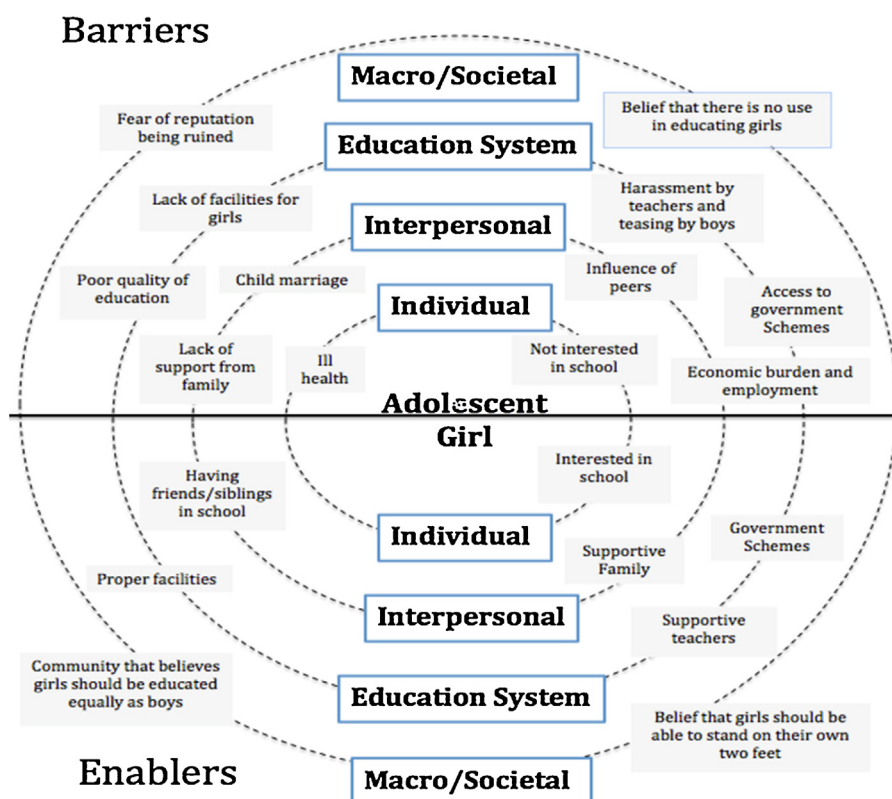 Barriers
Macro/Societal
Belief that there is no use
in educating girls
Fear of reputation
being ruined
Education System
Lack of facilities for
girls
Harassment by
teachers and
teasing by boys
Interpersonal
Poor quality of
education
Child marriage
Influence of
peers
Access to
government
Schemes
Individual
Lack of
support from
family
Ill
health
Not interested
in school
Economic burden and
employment
Adolescent
Girl
Having
friends/siblings
in school
Interested in
school
Individual
Government
Schemes
Supportive
Family
Proper facilities
Interpersonal
Supportive
teachers
Community that believes
girls should be educated
equally as boys
Education System
Belief that girls should be
able to stand on their own
two feet
Enablers
Macro/Societal